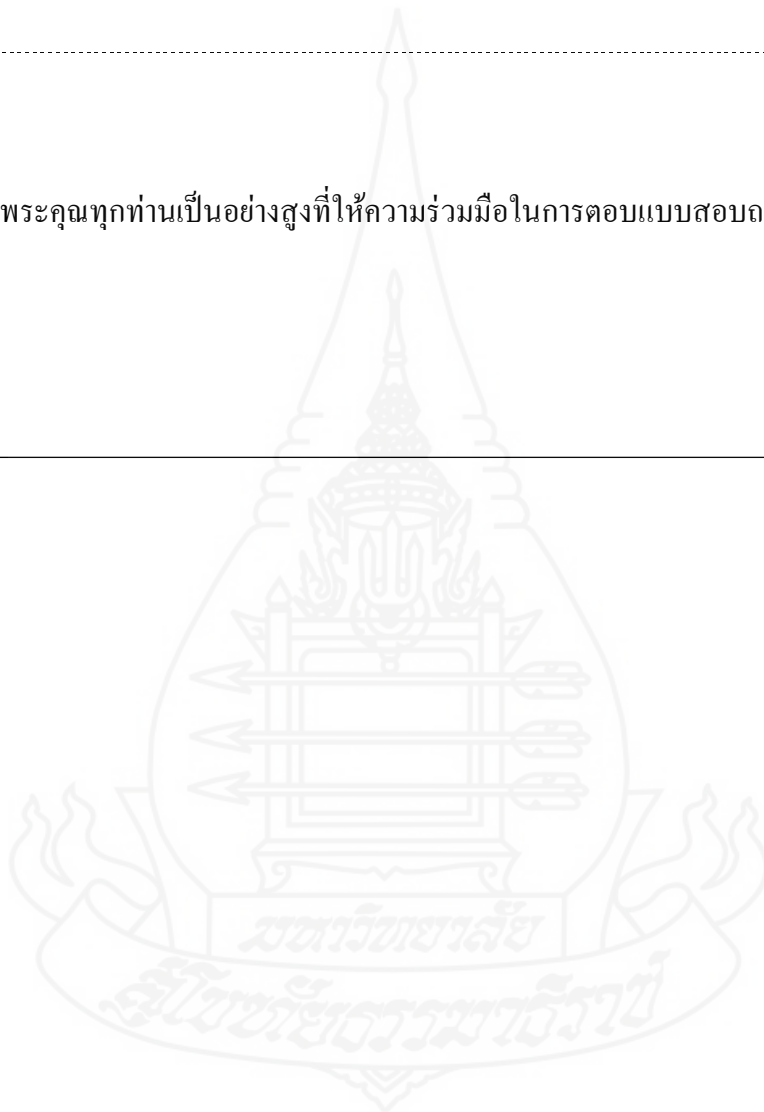 พระคุณทุกท่านเป็นอย่างสูงที่ให้ความร่วมมือในการตอบแบบสอบถ
มหาวิทยาลัย
สุโขทัยธรรมาธิราช